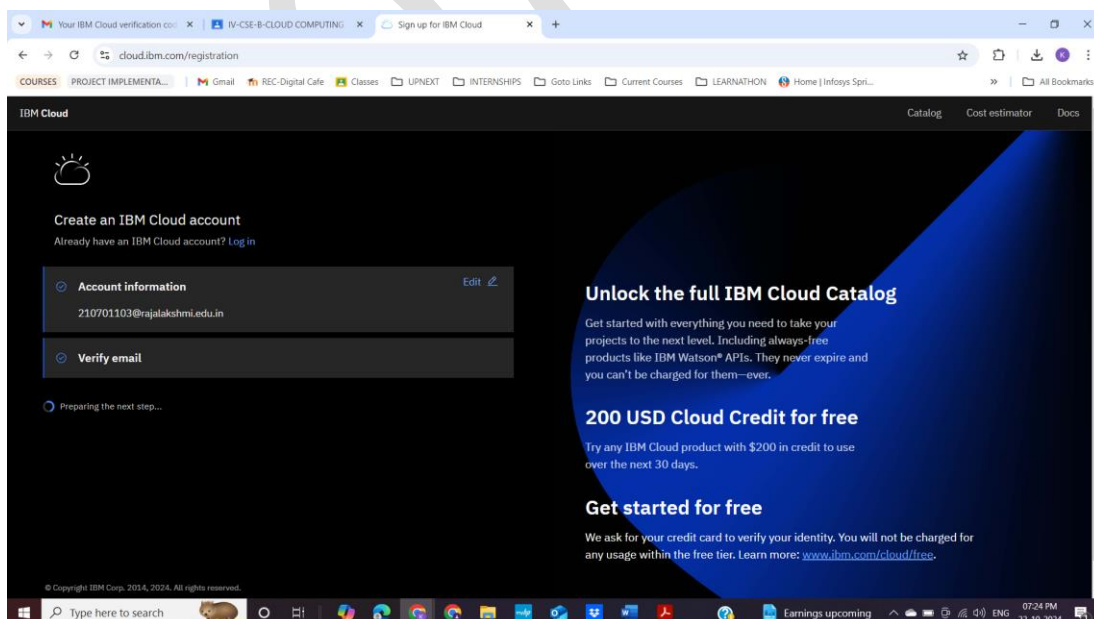 Your IBM Cloud verification cod
IV-CSE-B-CLOUD COMPUTING
Sign up for IBM Cloud
cloud.ibm.com/registration
K
COURSES
PROJECT IMPLEMENTA...
Gmail
REC-Digital Cafe
Classes
UPNEXT
INTERNSHIPS
Goto Links
Current Courses
LEARNATHON
Home | Infosys Spri...
All Bookmarks
IBM Cloud
Catalog
Cost estimator
Docs
Create an IBM Cloud account
Already have an IBM Cloud account? Log in
Account information
Edit
210701103@rajalakshmi.edu.in
Verify email
Preparing the next step...
Unlock the full IBM Cloud Catalog
Get started with everything you need to take your
projects to the next level. Including always-free
products like IBM Watson® APIs. They never expire and
you can't be charged for them—ever.
200 USD Cloud Credit for free
Try any IBM Cloud product with $200 in credit to use
over the next 30 days.
Get started for free
We ask for your credit card to verify your identity. You will not be charged for
any usage within the free tier. Learn more: www.ibm.com/cloud/free.
© Copyright IBM Corp. 2014, 2024. All rights reserved.
Type here to search
Earnings upcoming
ENG
07:24 PM